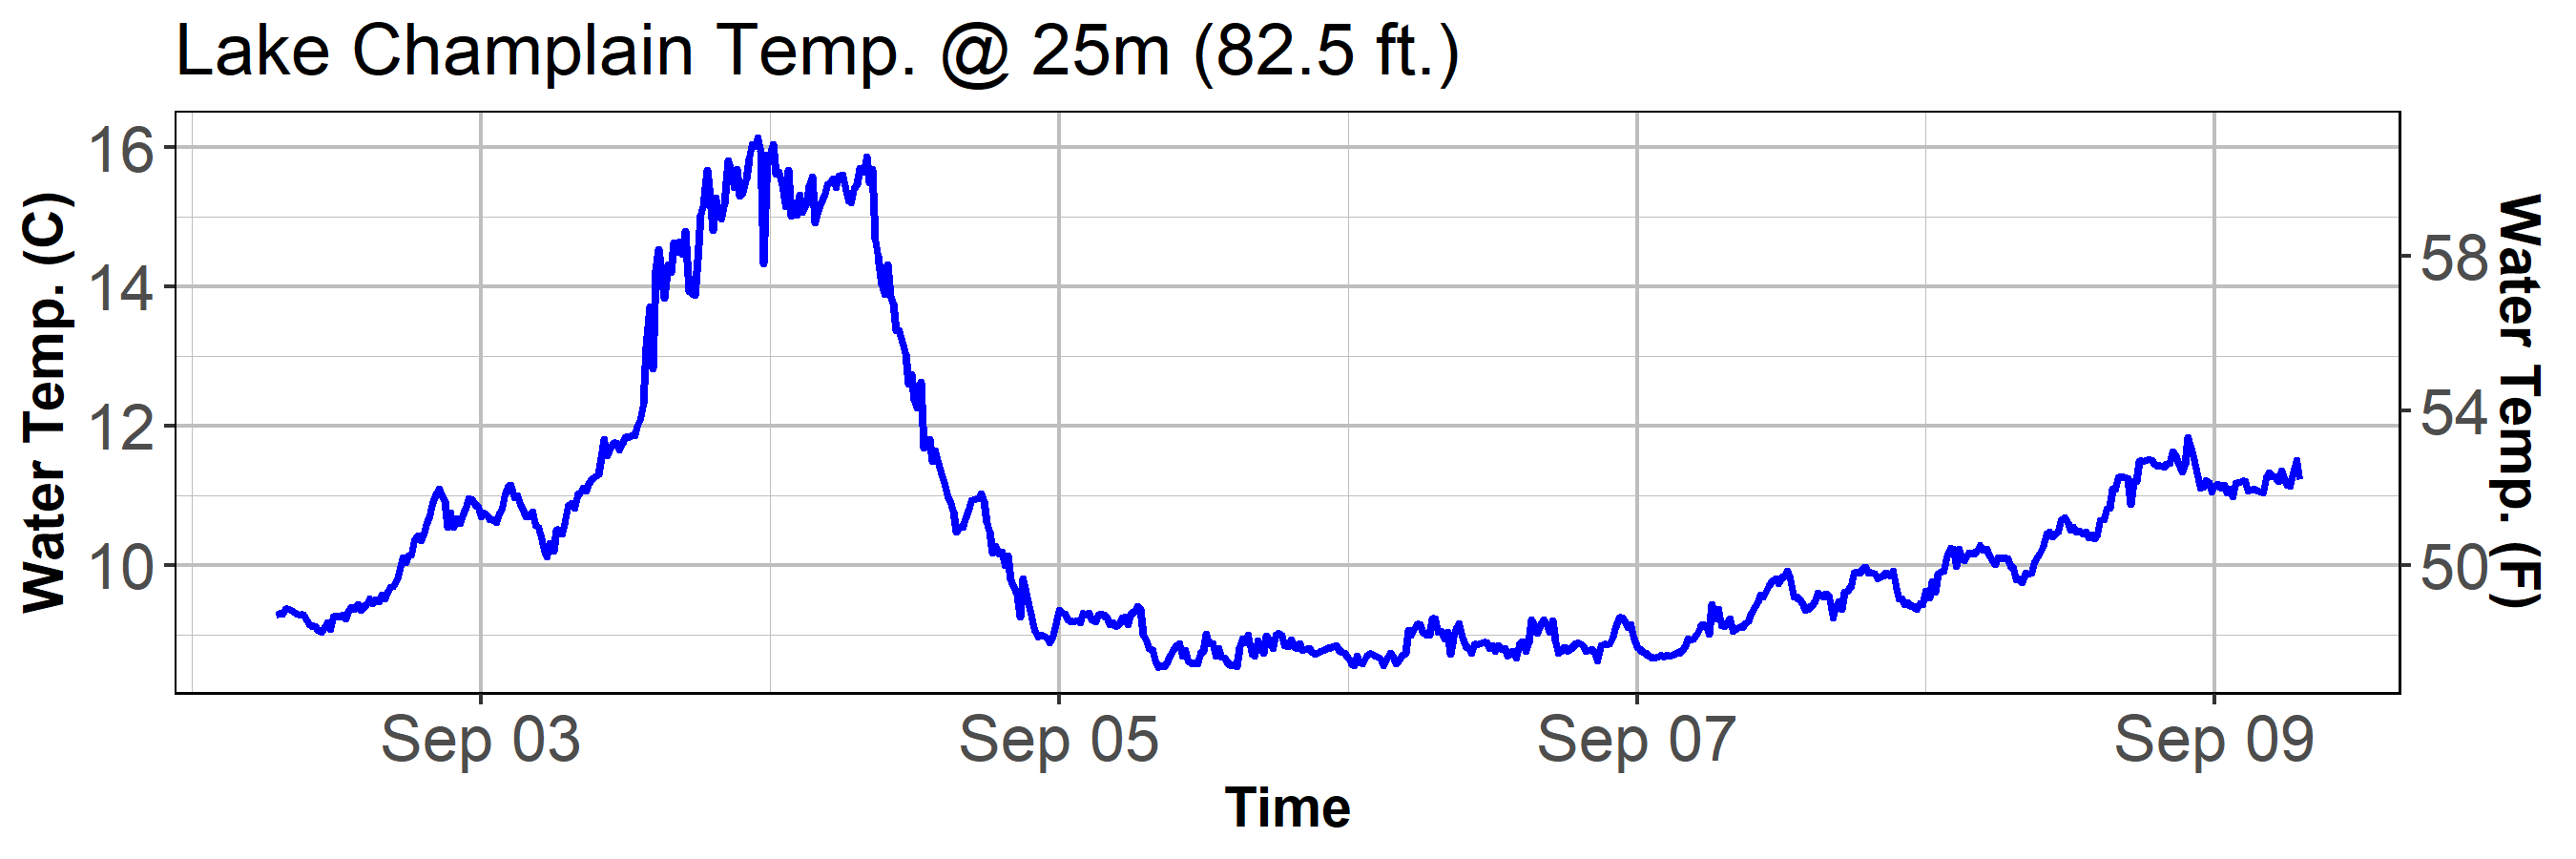 Lake Champlain Temp. @ 25m (82.5 ft.)
Water Temp. (C)
16
14
12
10
58
54
50
Water Temp. (F)
Sep 03
Sep 05
Sep 07
Sep 09
Time